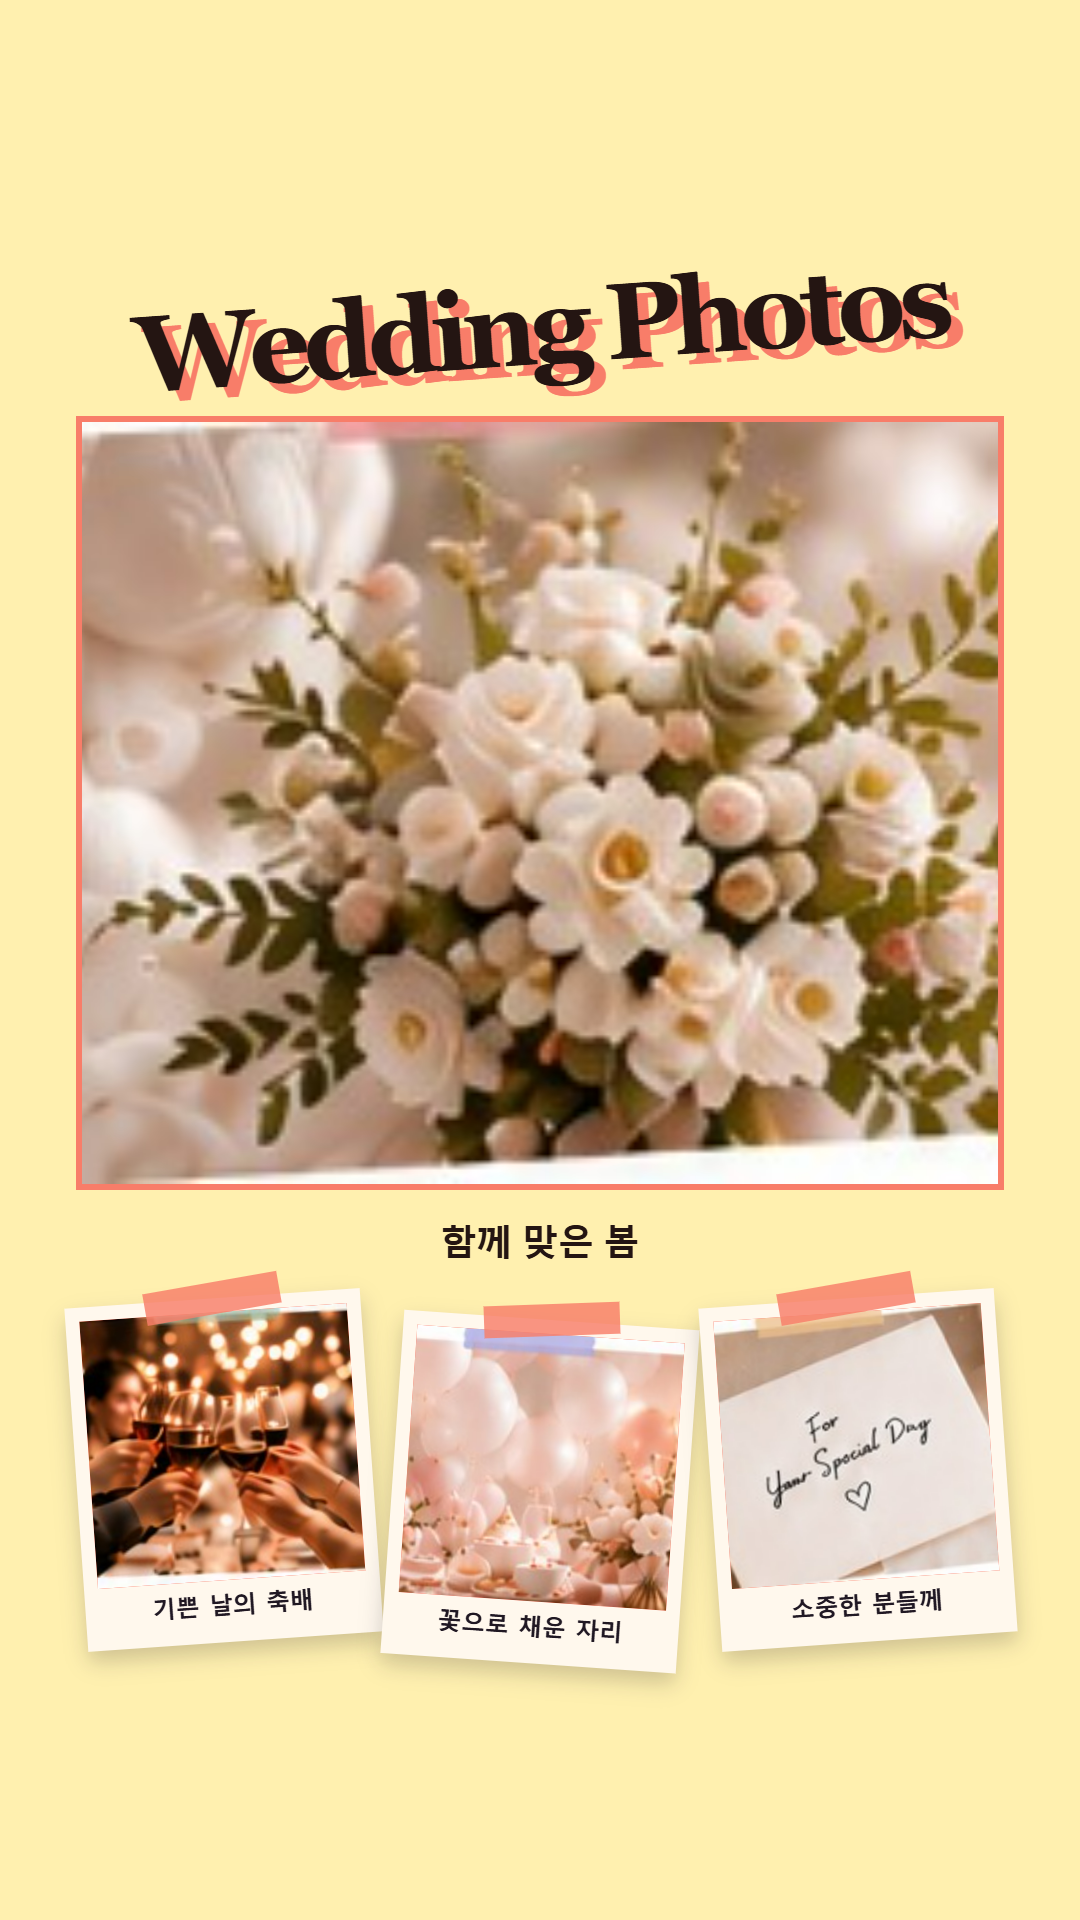 Wedding Photos
함께 맞은 봄
For
Your Special Day
기쁜 날의 축배
꽃으로 채운 자리
소중한 분들께